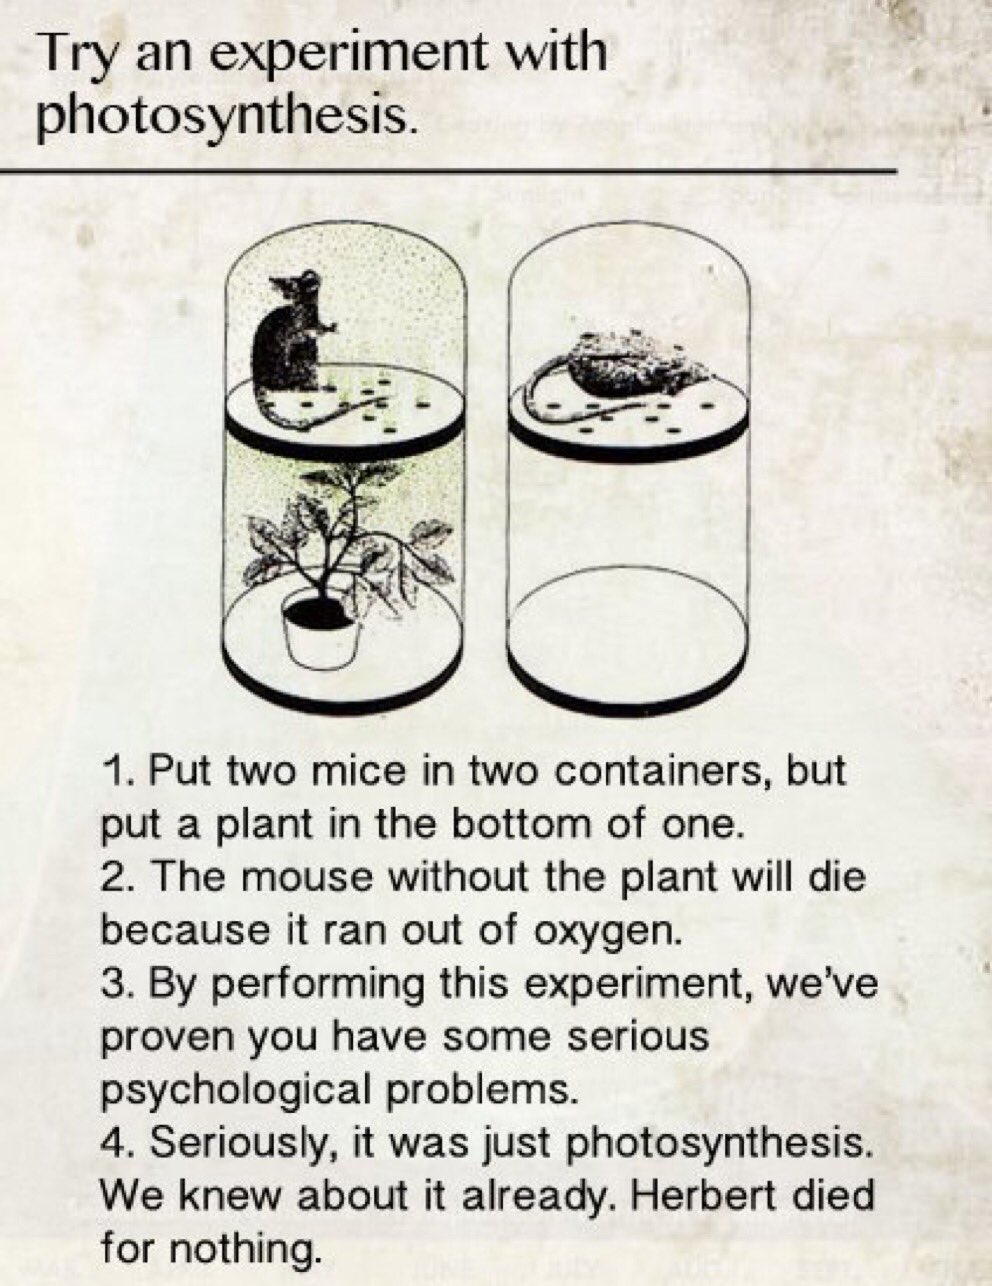 Try an experiment with
photosynthesis.
1. Put two mice in two containers, but
put a plant in the bottom of one.
2. The mouse without the plant will die
because it ran out of oxygen.
3. By performing this experiment, we've
proven you have some serious
psychological problems.
4. Seriously, it was just photosynthesis.
We knew about it already. Herbert died
for nothing.